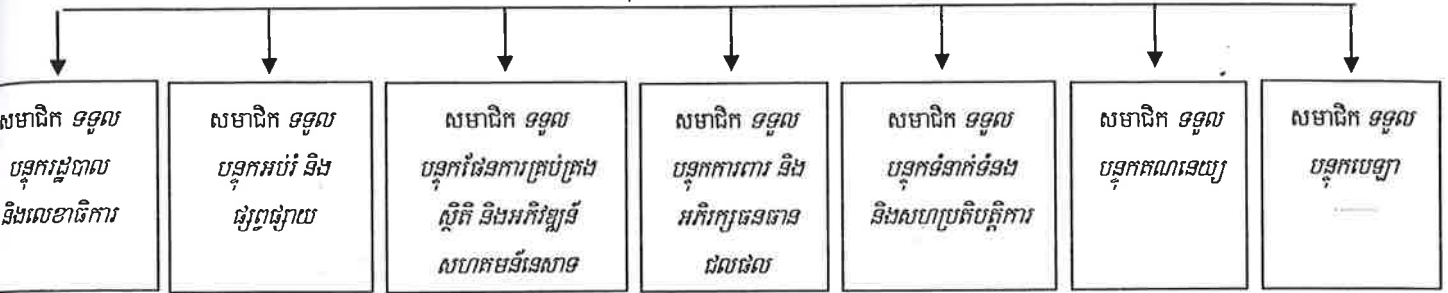 សមាជិក ទទួល
បន្ទុករដ្ឋបាល
និងលេខាធិការ
សមាជិក ទទួល
បន្ទុកអប់រំ និង
ផ្សព្វផ្សាយ
សមាជិក ទទួល
បន្ទុកផែនការគ្រប់គ្រង
ស្ថិតិ និងអភិវឌ្ឍន៍
សហគមន៍នេសាទ
សមាជិក ទទួល
បន្ទុកការពារ និង
អភិរក្សធនធាន
ជលផល
សមាជិក ទទួល
បន្ទុកទំនាក់ទំនង
និងសហប្រតិបត្តិការ
សមាជិក ទទួល
បន្ទុកគណនេយ្យ
សមាជិក ទទួល
បន្ទុកបេឡា